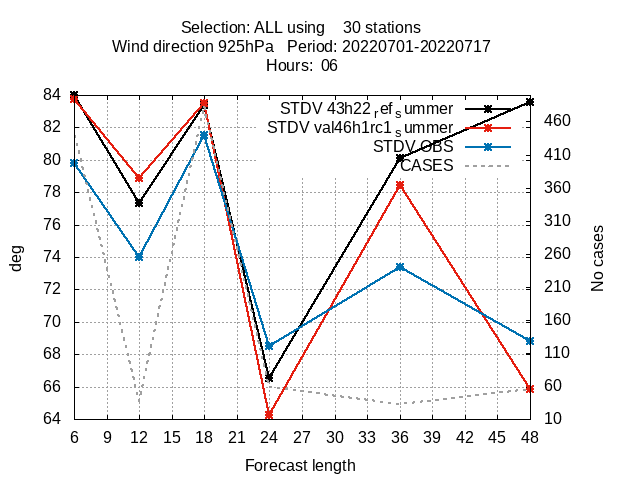 Selection: ALL using 30 stations
Wind direction 925hPa Period: 20220701-20220717
Hours: 06
STDV 43h22 ref summer
STDV val46h1rc1 summer
STDV OBS
CASES
84
82
80
78
76
74
72
70
68
66
64
deg
460
410
360
310
260
210
160
110
60
10
No cases
6 9 12 15 18 21 24 27 30 33 36 39 42 45 48
Forecast length